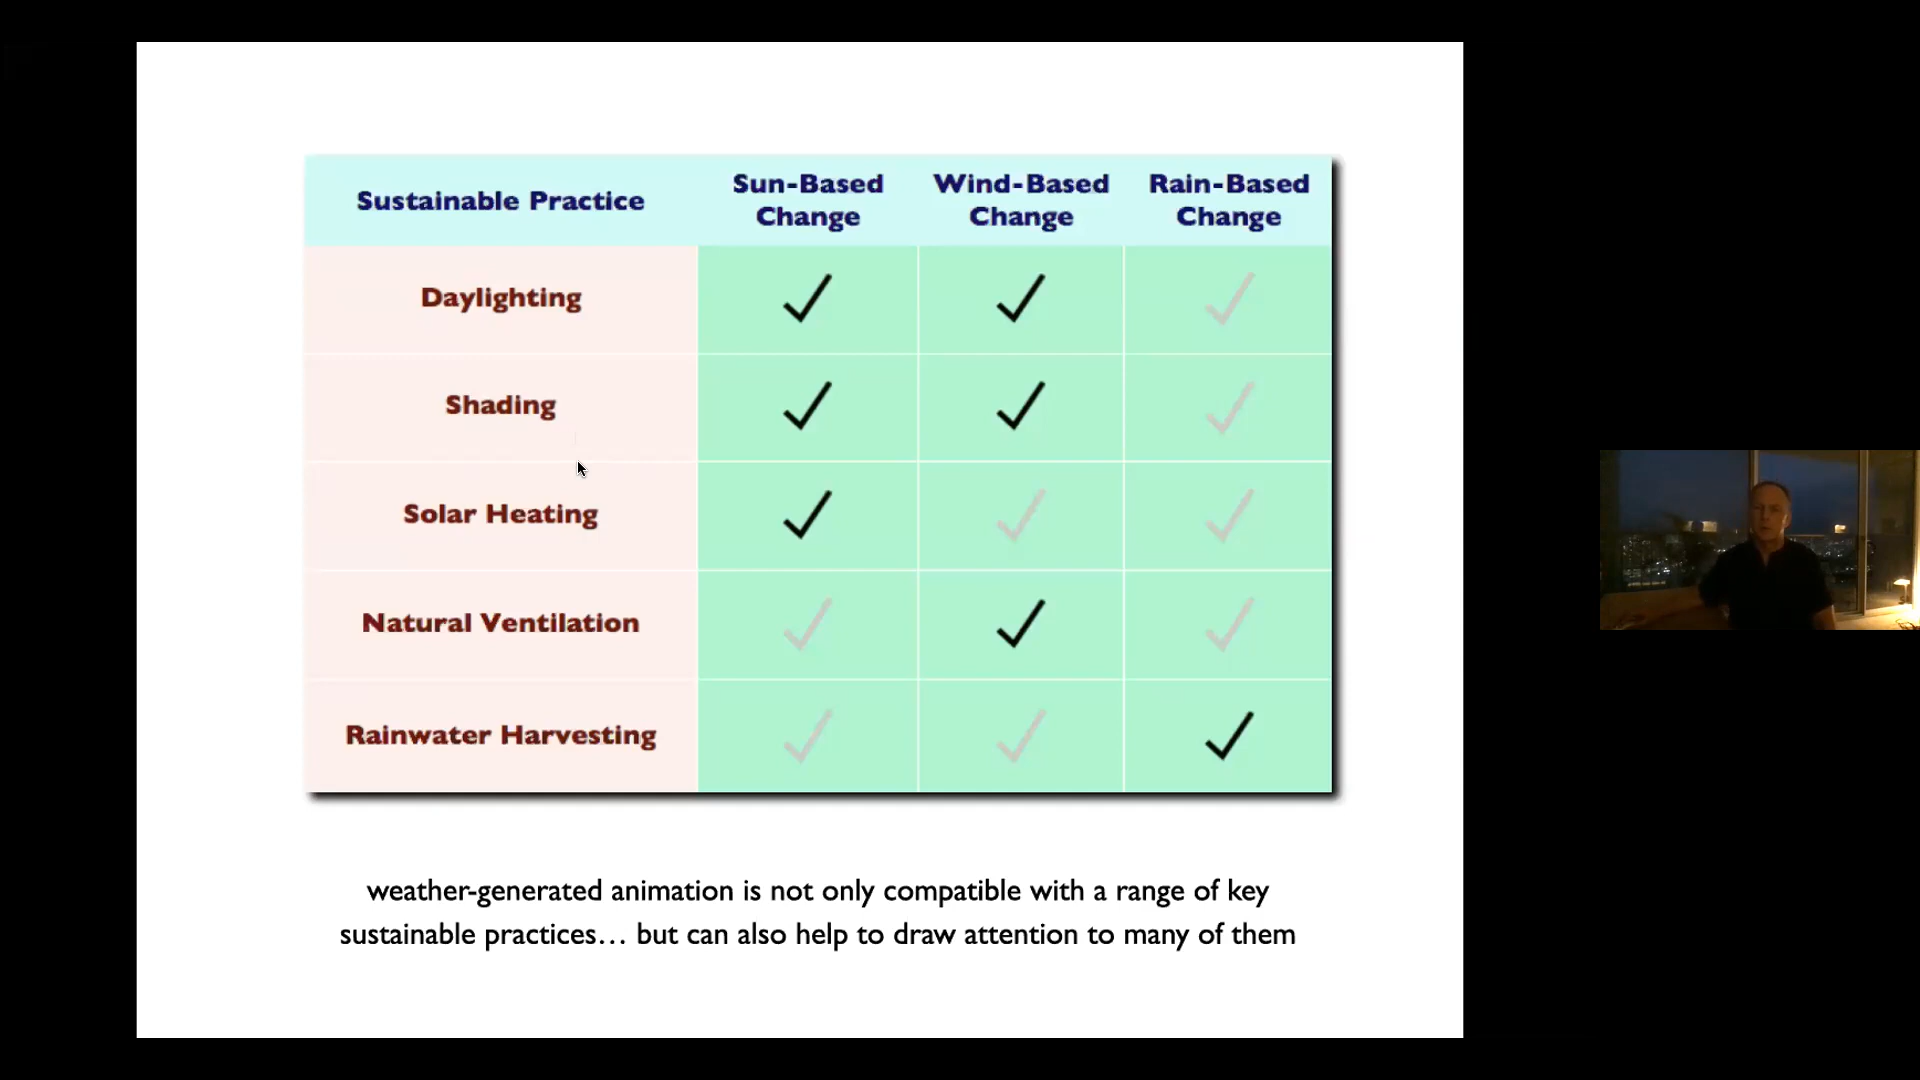 Sustainable Practice
Sun-Based
Change
Wind-Based
Change
Rain-Based
Change
Daylighting
Shading
Solar Heating
Natural Ventilation
Rainwater Harvesting
weather-generated animation is not only compatible with a range of key
sustainable practices… but can also help to draw attention to many of them